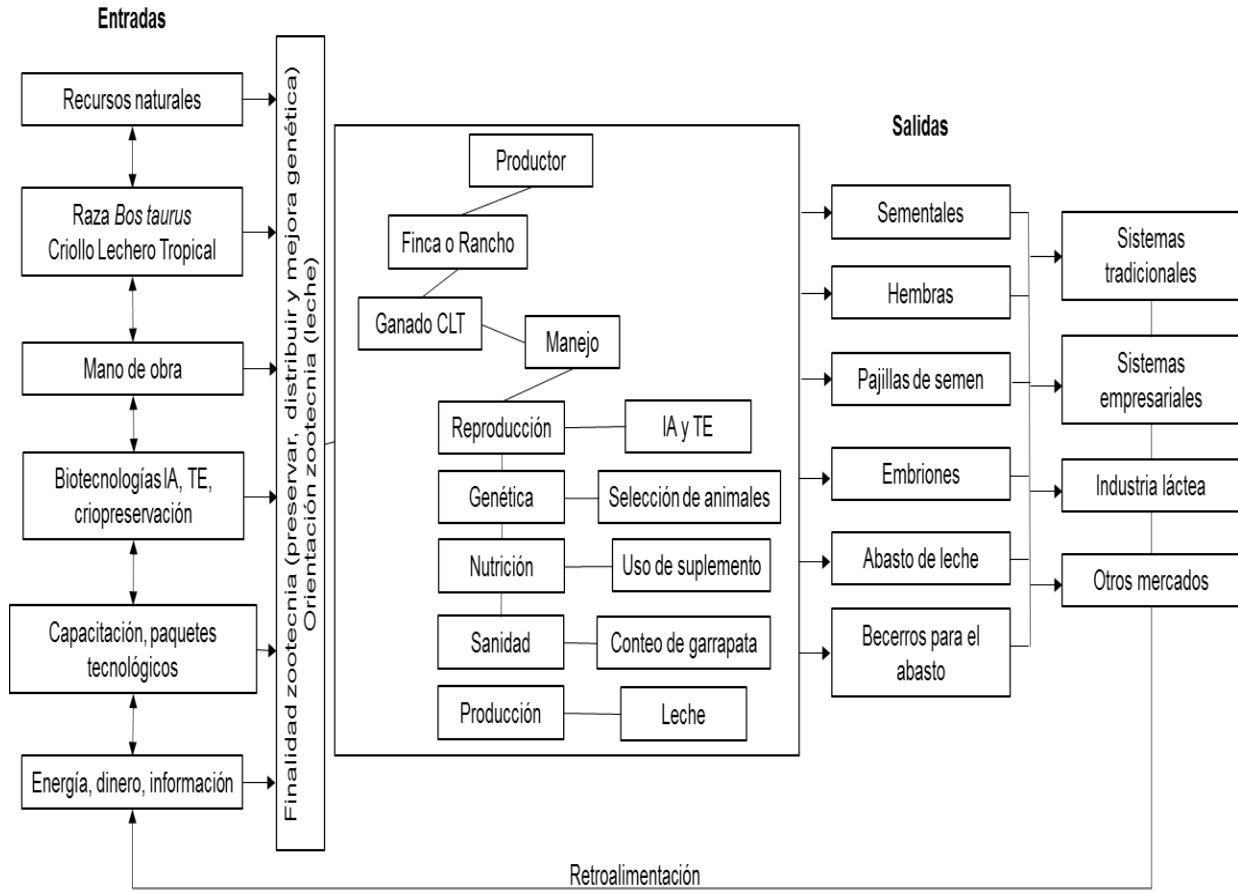 Entradas
Recursos naturales
Raza Bos taurus
Criollo Lechero Tropical
Mano de obra
Biotecnologías IA, TE,
criopreservación
Capacitación, paquetes
tecnológicos
Energía, dinero, información
Finalidad zootecnia (preservar, distribuir y mejora genética)
Orientación zootecnia (leche)
Productor
Finca o Rancho
Ganado CLT
Manejo
Reproducción
IA y TE
Genética
Selección de animales
Nutrición
Uso de suplemento
Sanidad
Conteo de garrapata
Producción
Leche
Salidas
Sementales
Hembras
Pajillas de semen
Embriones
Abasto de leche
Becerros para el
abasto
Sistemas
tradicionales
Sistemas
empresariales
Industria láctea
Otros mercados
Retroalimentación